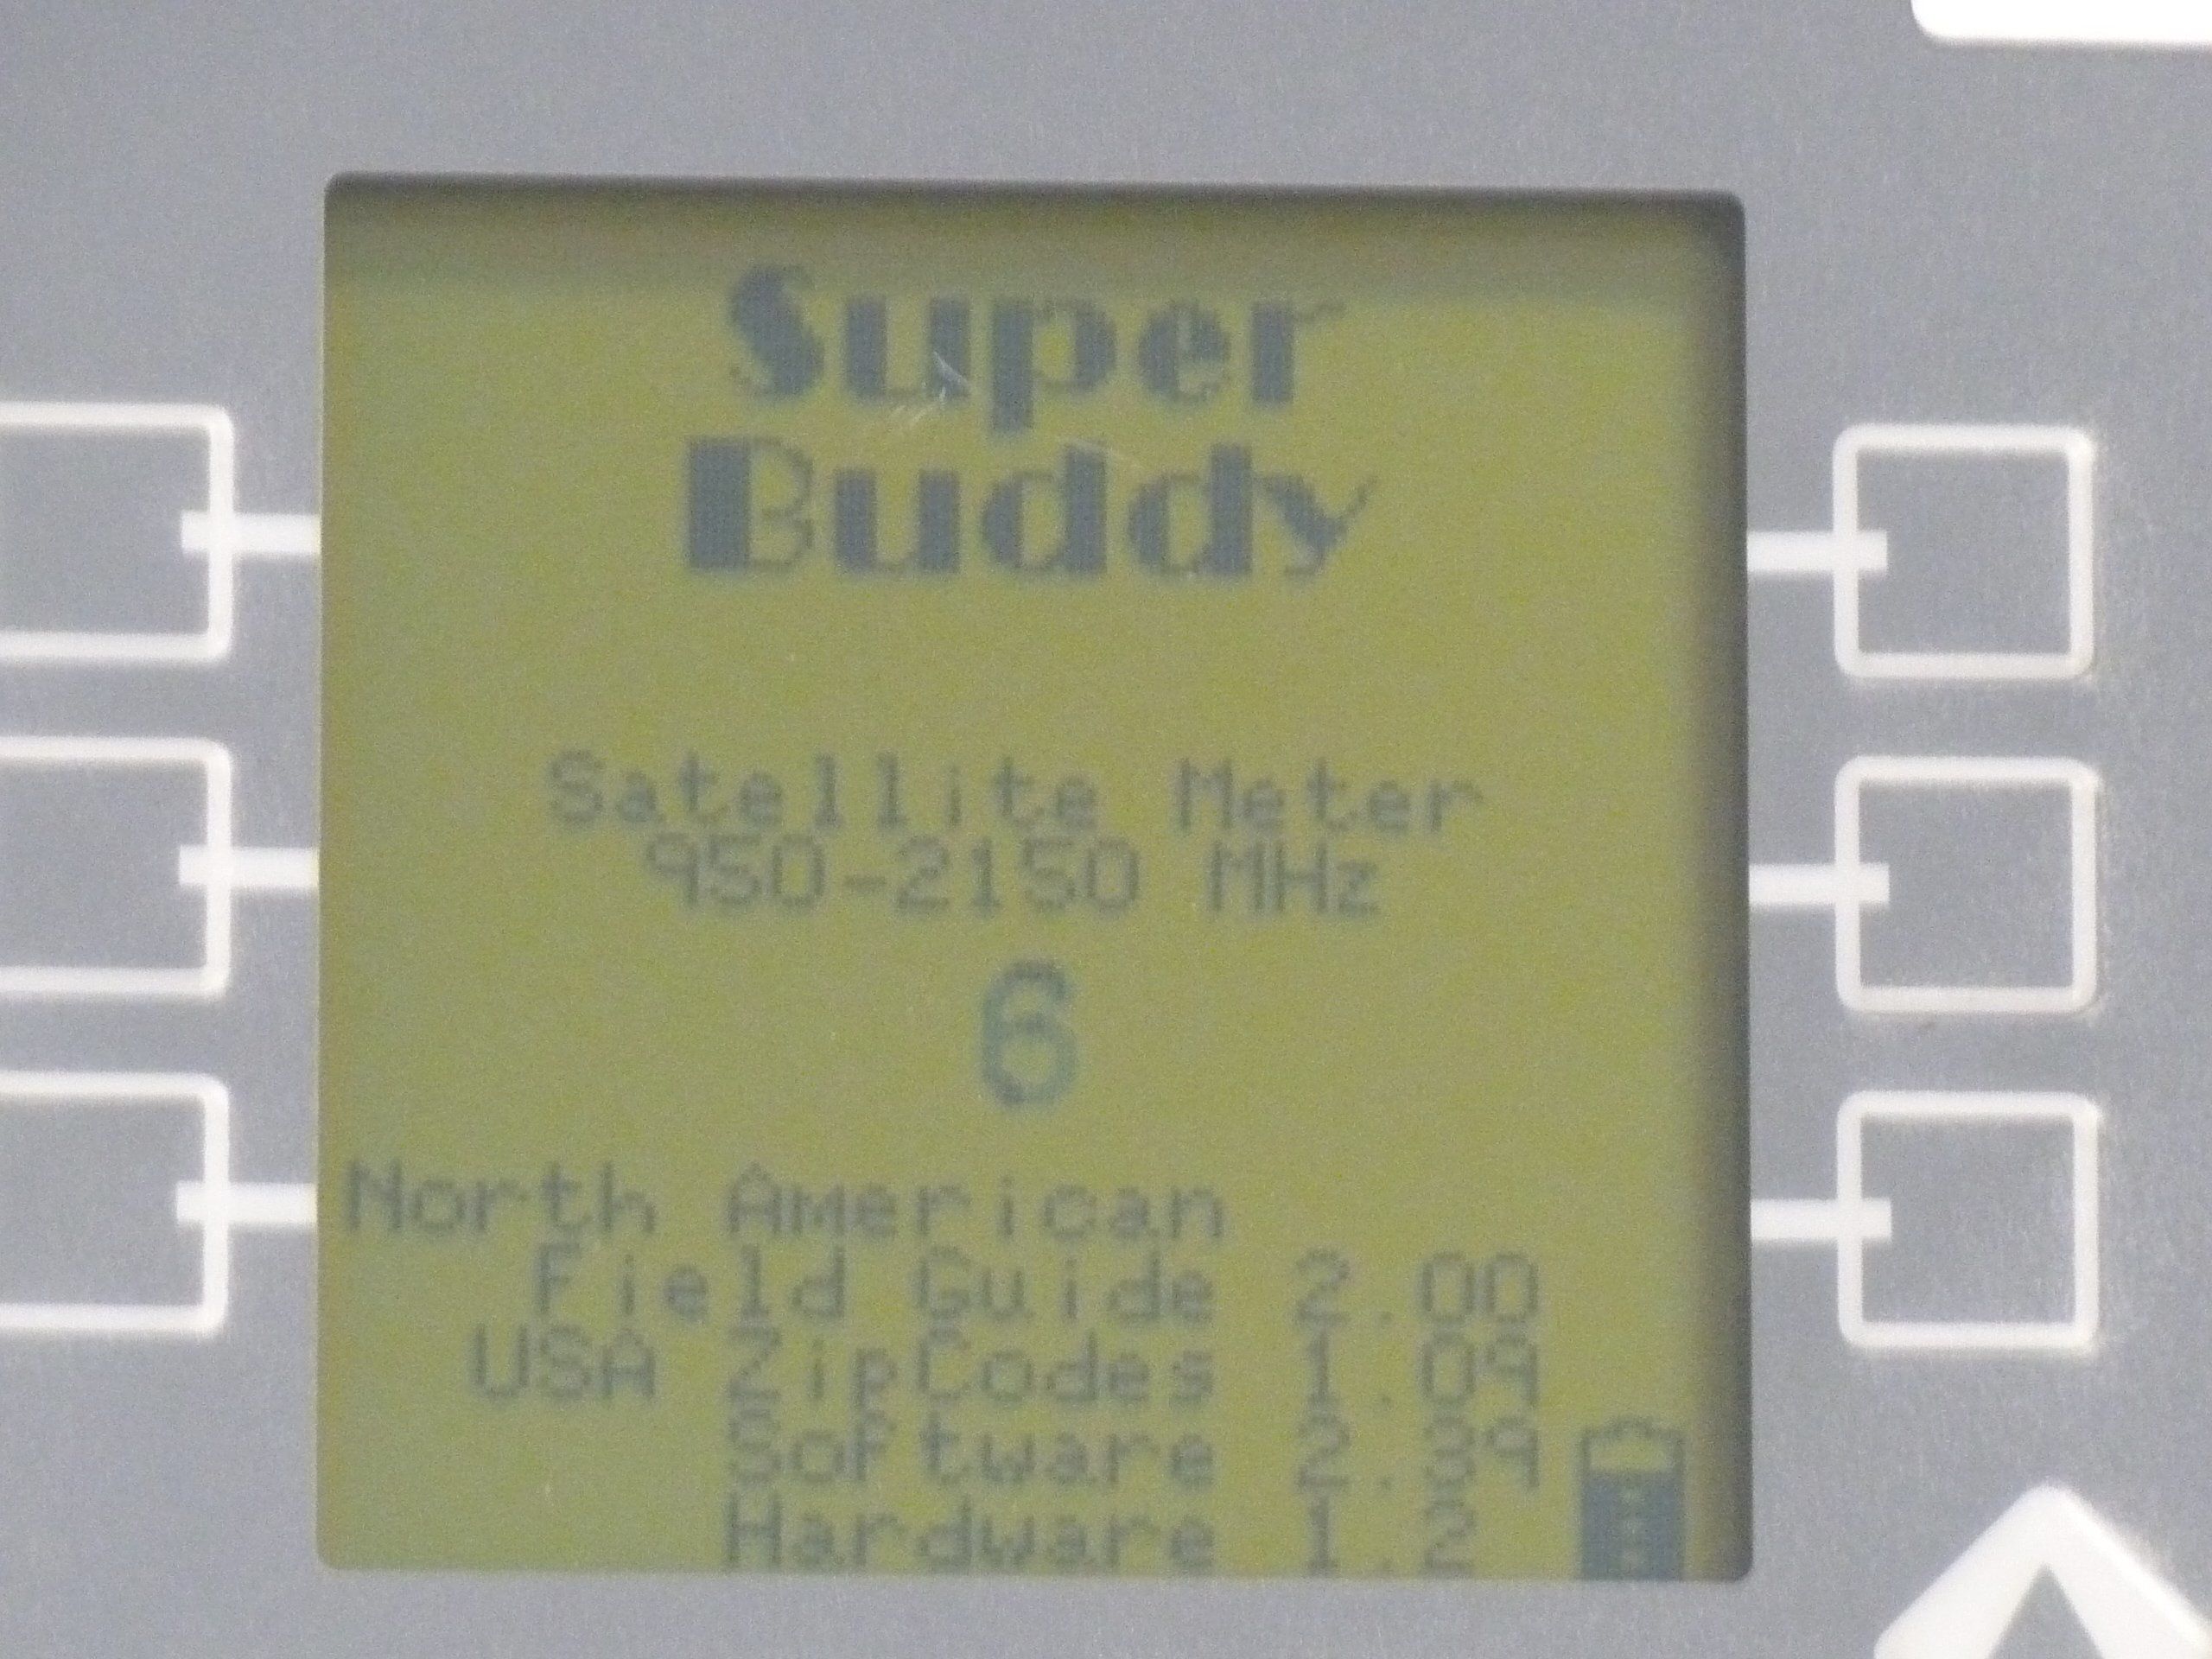 Super
Buddy
Satellite Meter
950-2150 MHz
6
North American
Field Guide 2.00
USA ZipCodes 1.09
Software 2.39
Hardware 1.2